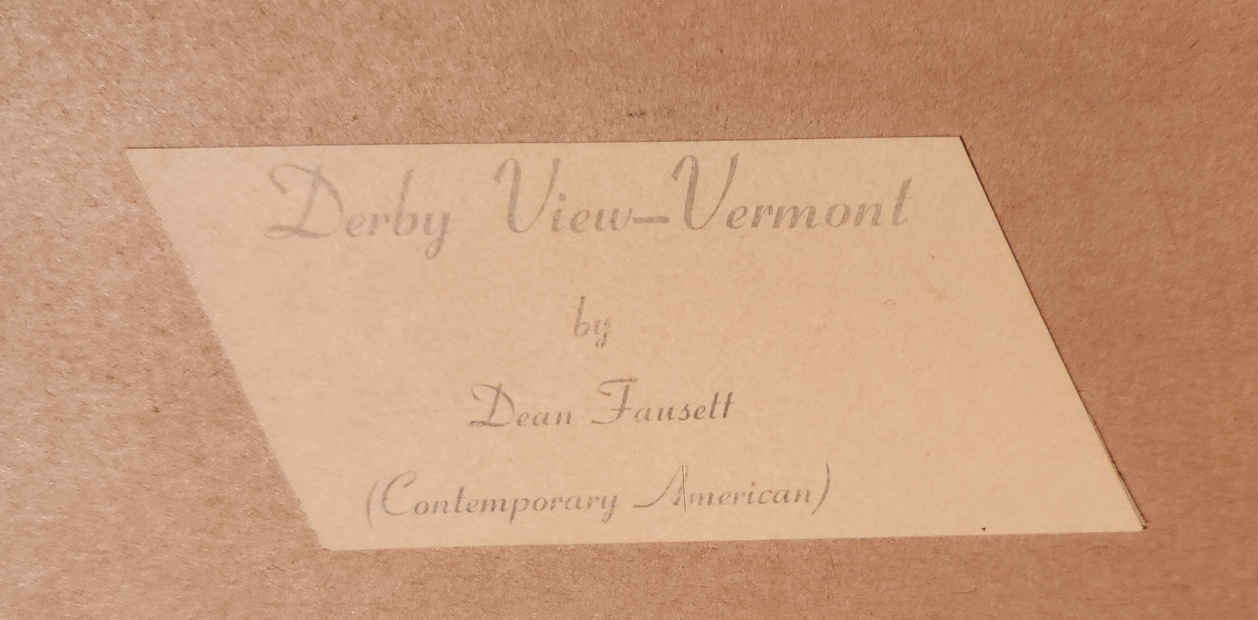 Derby View–Vermont
by
Dean Fausett
(Contemporary American)